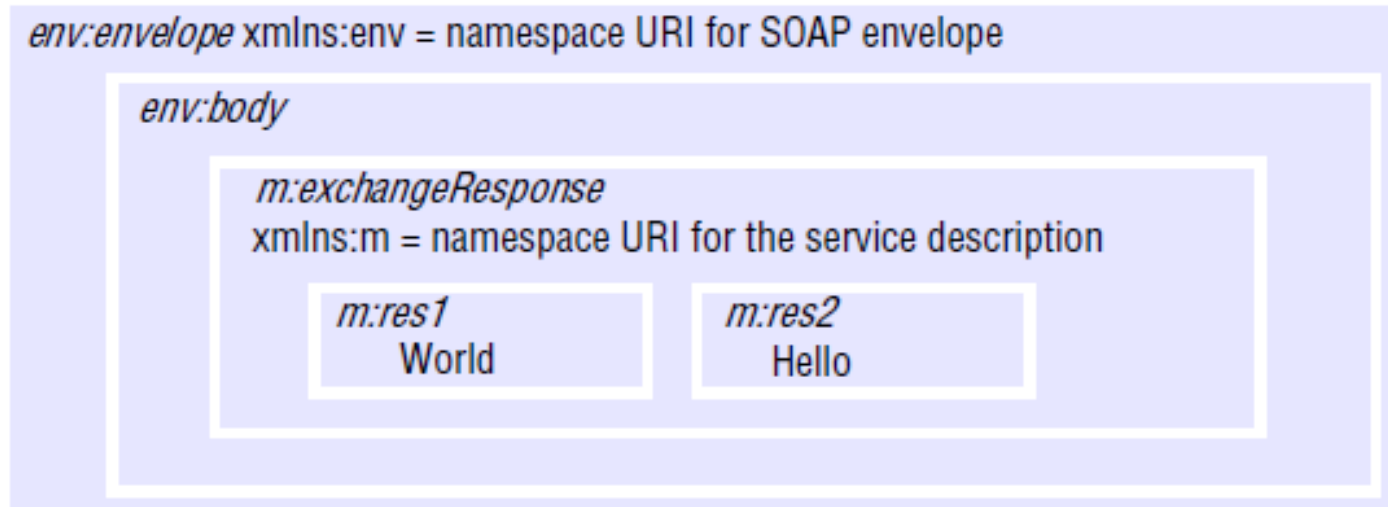 env:envelope xmlns:env = namespace URI for SOAP envelope
env:body
m:exchangeResponse
xmlns:m = namespace URI for the service description
m:res1
World
m:res2
Hello